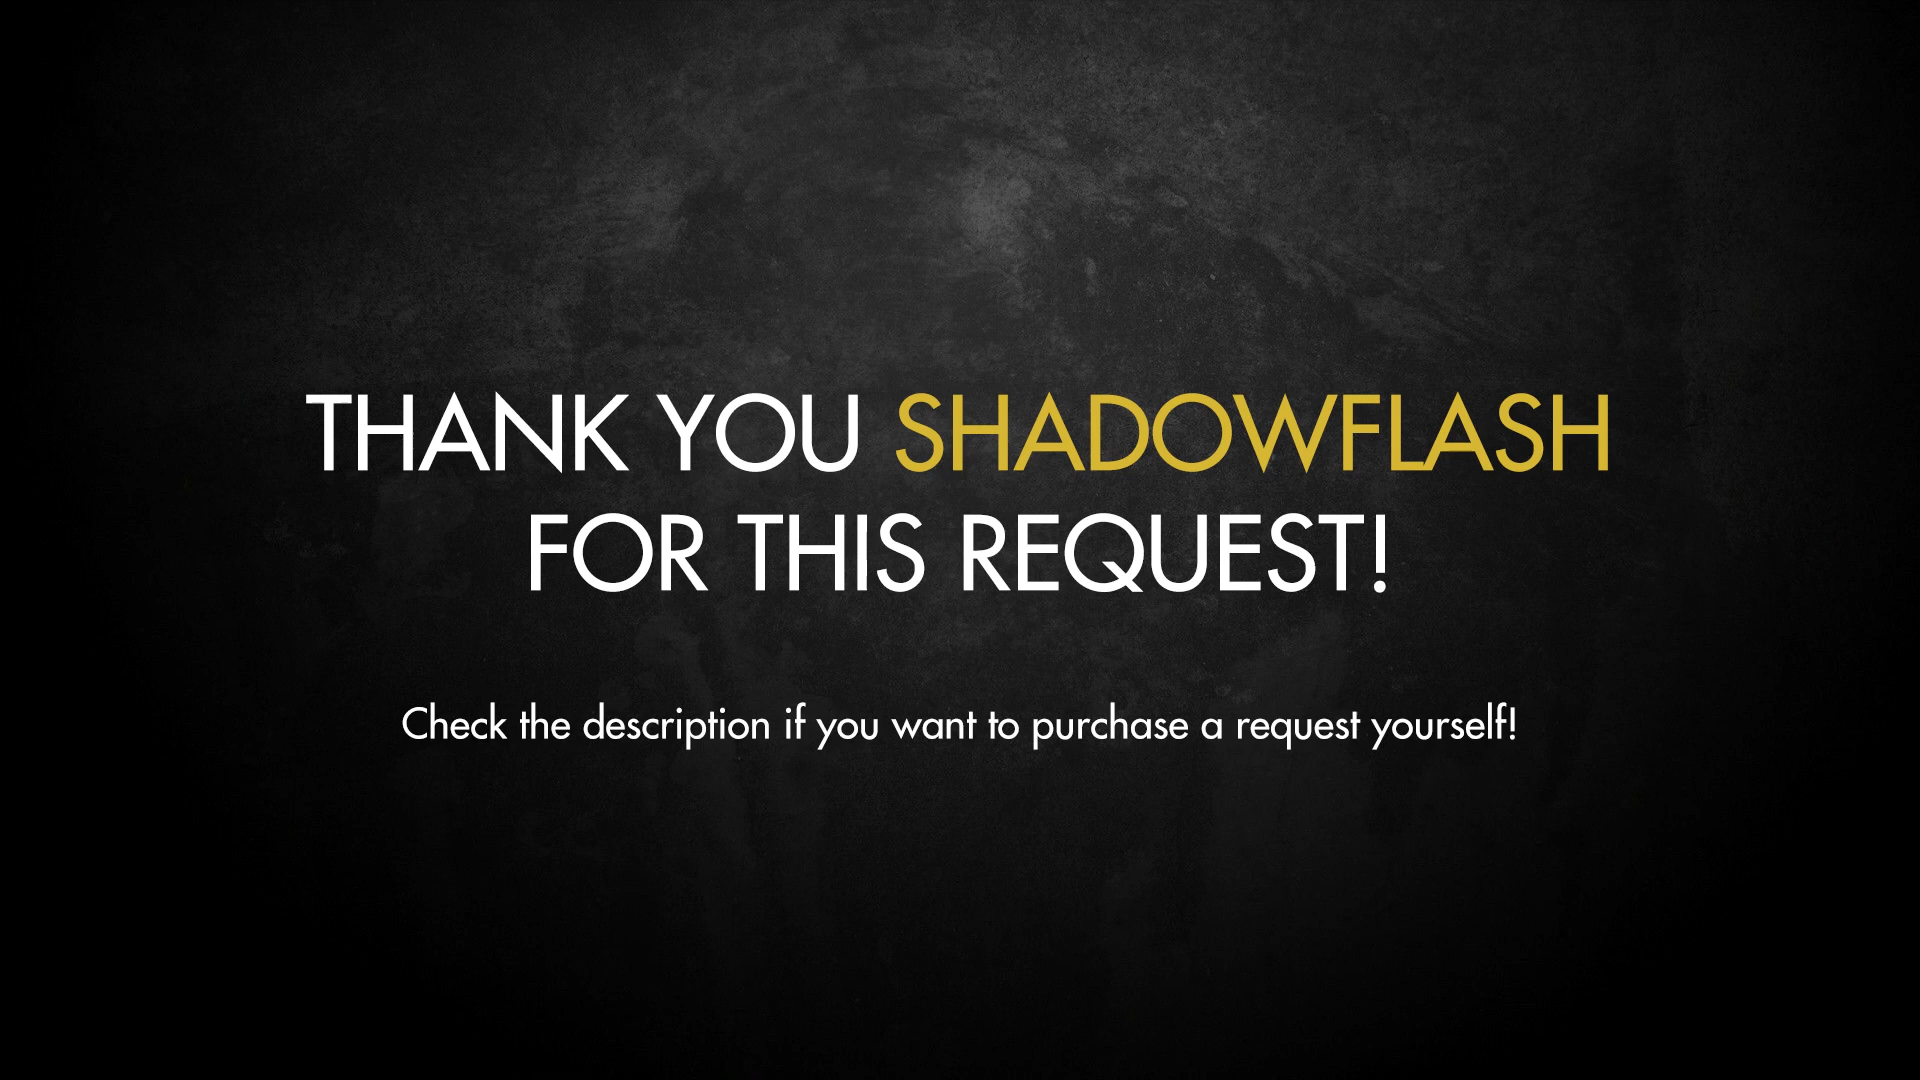 THANK YOU SHADOWFLASH
FOR THIS REQUEST!
Check the description if you want to purchase a request yourself!